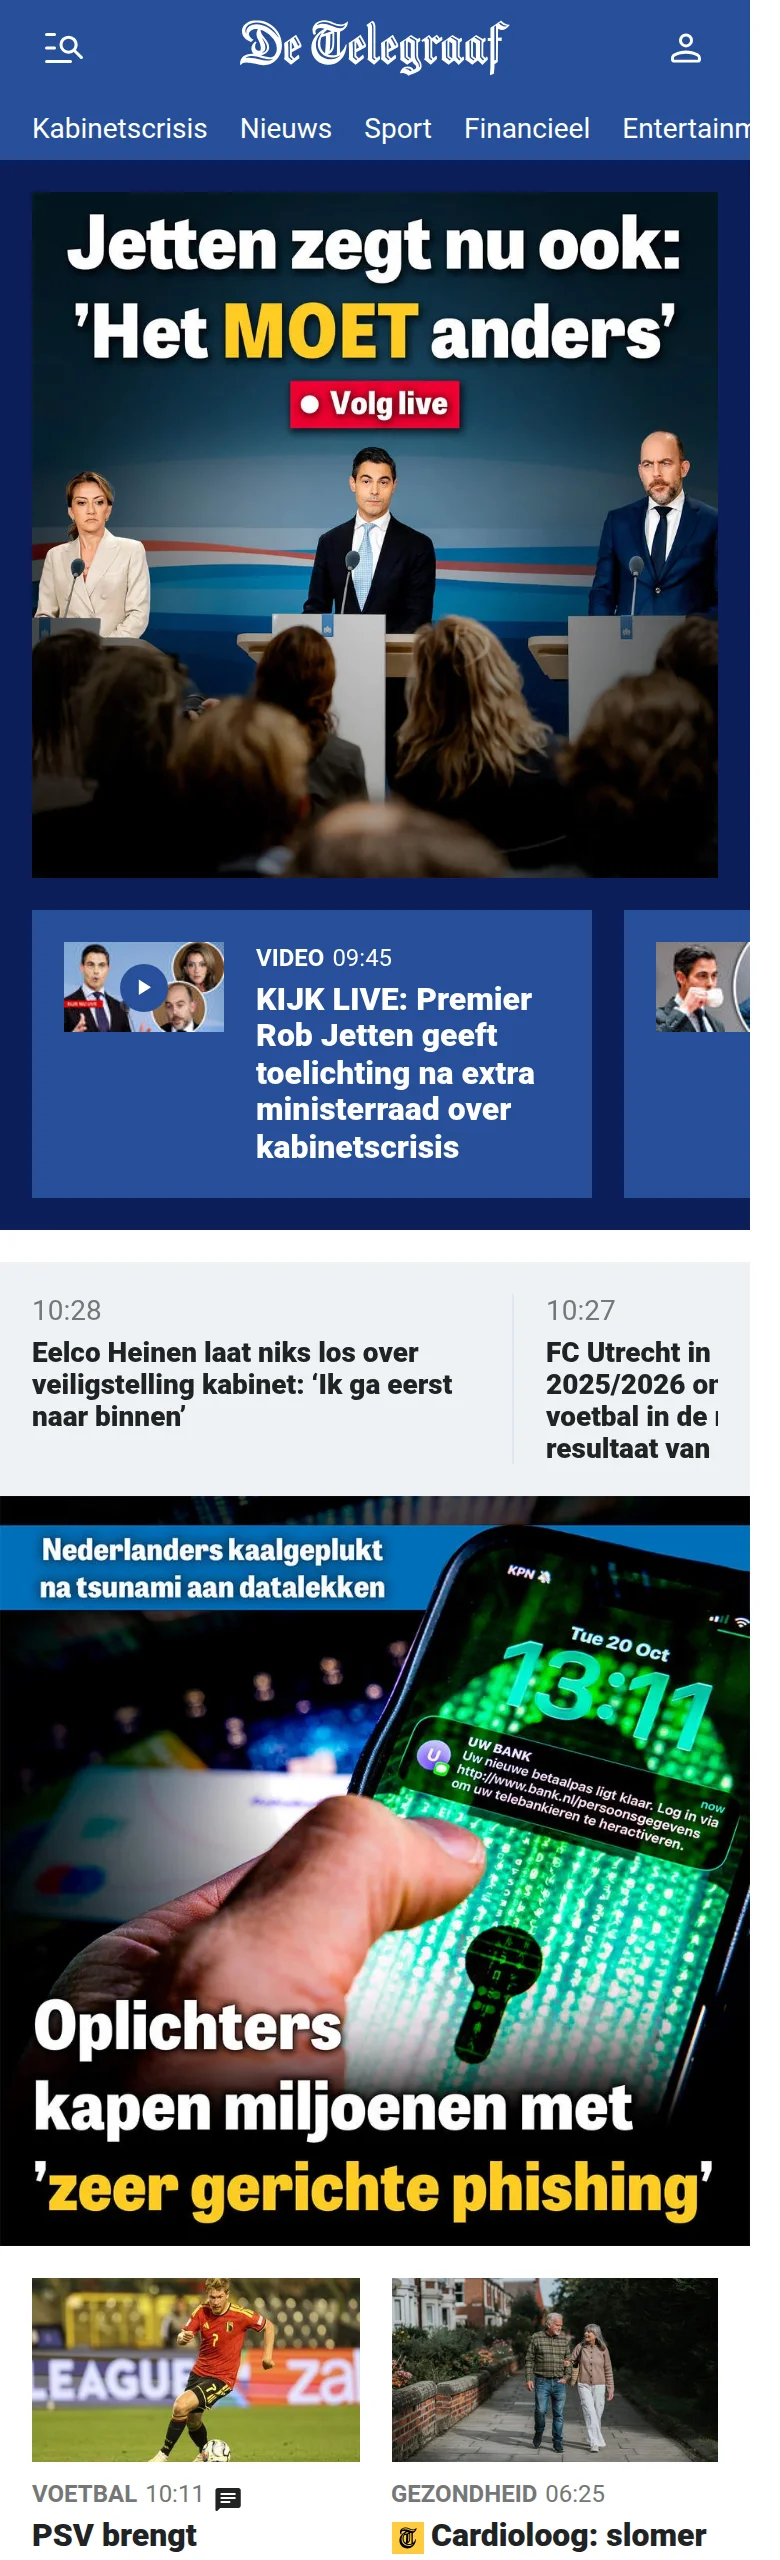 De Telegraaf
Kabinetscrisis Nieuws Sport Financieel Entertainm
Jetten zegt nu ook:
’Het MOET anders’
Volg live
VIDEO 09:45
KIJK LIVE: Premier
Rob Jetten geeft
toelichting na extra
ministerraad over
kabinetscrisis
10:28
Eelco Heinen laat niks los over
veiligstelling kabinet: ‘Ik ga eerst
naar binnen’
10:27
FC Utrecht in
2025/2026 on
voetbal in de
resultaat van
Nederlanders kaalgeplukt
na tsunami aan datalekken
KPN
Tue 20 Oct
13:11
U
UW BANK
now
Uw nieuwe betaalpas ligt klaar. Log in via
http://www.bank.nl/persoonsgegevens
om uw telebankieren te heractiveren.
Oplichters
kapen miljoenen met
’zeer gerichte phishing’
LEAGUE
za
7
7
VOETBAL 10:11
PSV brengt
GEZONDHEID 06:25
T Cardioloog: slomer